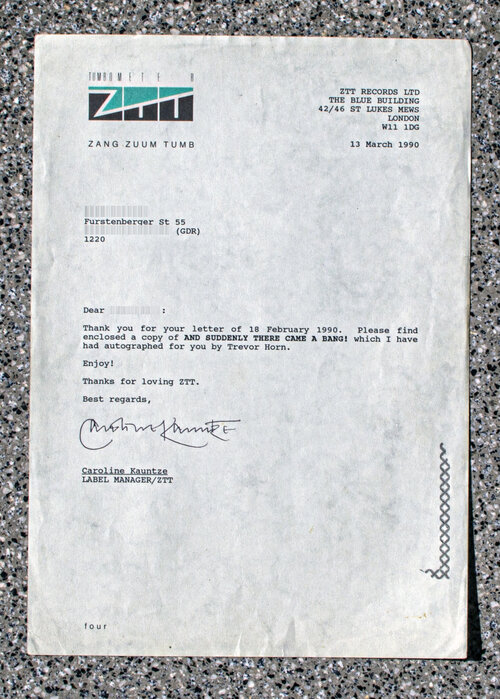 TUMBOMETER
ZTT
ZANG ZUUM TUMB
ZTT RECORDS LTD
THE BLUE BUILDING
42/46 ST LUKES MEWS
LONDON
W11 1DG
13 March 1990
Furstenberger St 55
(GDR)
1220
Dear :
Thank you for your letter of 18 February 1990. Please find
enclosed a copy of AND SUDDENLY THERE CAME A BANG! which I have
had autographed for you by Trevor Horn.
Enjoy!
Thanks for loving ZTT.
Best regards,
Caroline Kauntze
Caroline Kauntze
LABEL MANAGER/ZTT
four